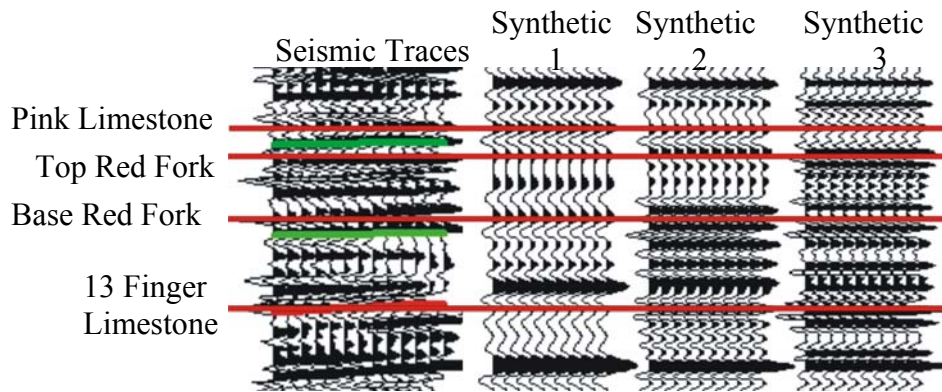 Seismic Traces
Synthetic
1
Synthetic
2
Synthetic
3
Pink Limestone
Top Red Fork
Base Red Fork
13 Finger
Limestone